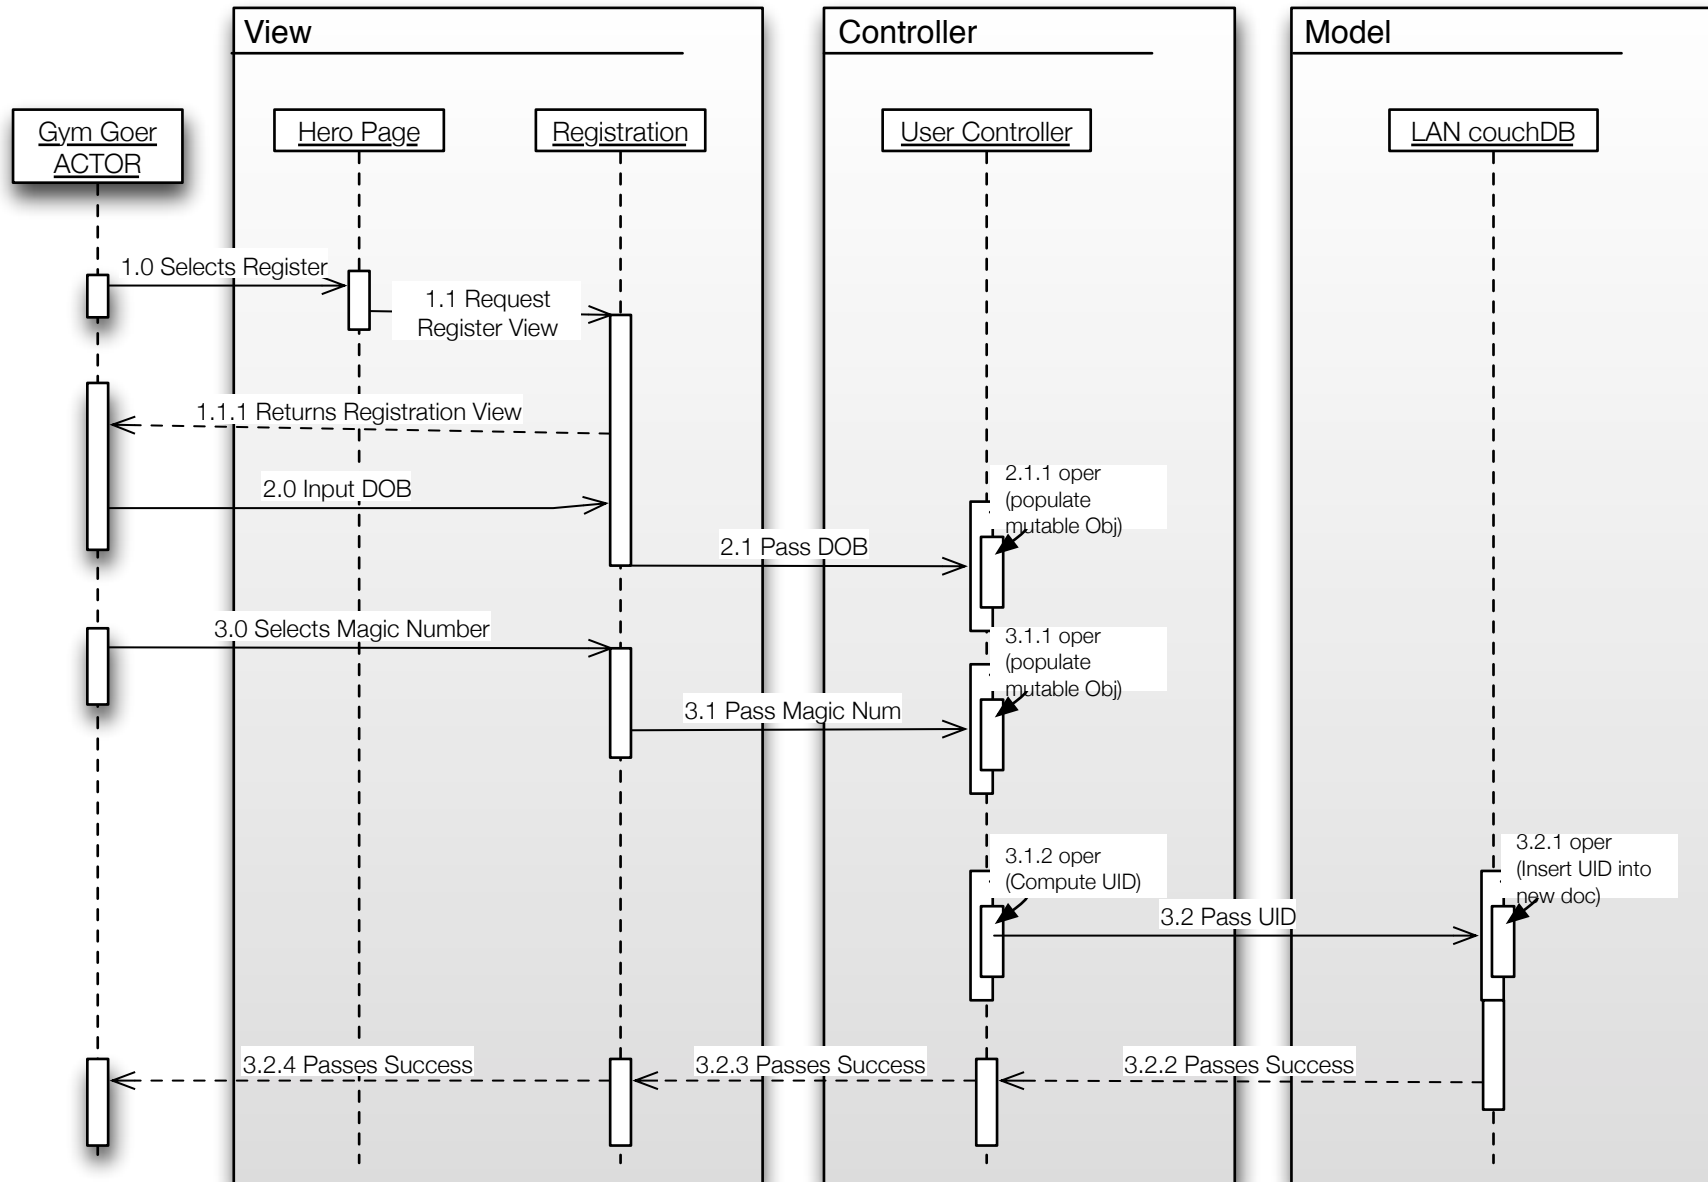 View
Controller
Model
Gym Goer
ACTOR
Hero Page
Registration
User Controller
LAN couchDB
1.0 Selects Register
1.1 Request
Register View
1.1.1 Returns Registration View
2.0 Input DOB
2.1.1 oper
(populate
mutable Obj)
2.1 Pass DOB
3.0 Selects Magic Number
3.1.1 oper
(populate
mutable Obj)
3.1 Pass Magic Num
3.1.2 oper
(Compute UID)
3.2.1 oper
(Insert UID into
new doc)
3.2 Pass UID
3.2.4 Passes Success
3.2.3 Passes Success
3.2.2 Passes Success